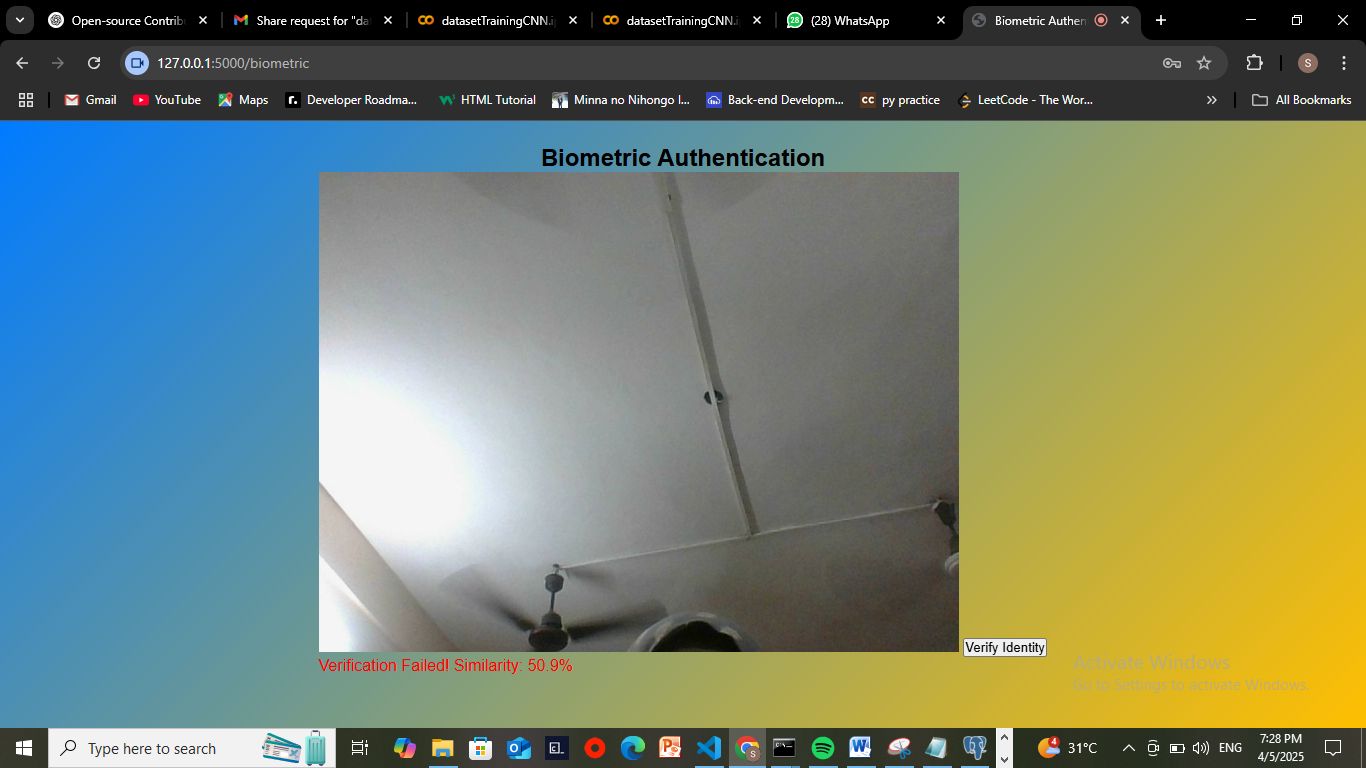 Open-source Contrib
Share request for "da
datasetTrainingCNN.i
datasetTrainingCNN.i
(28) WhatsApp
Biometric Authen
127.0.0.1:5000/biometric
S
Gmail
YouTube
Maps
Developer Roadma...
HTML Tutorial
Minna no Nihongo I...
Back-end Developm...
CC py practice
LeetCode - The Wor...
All Bookmarks
Biometric Authentication
Verify Identity
Verification Failed! Similarity: 50.9%
Activate Windows
Go to Settings to activate Windows.
Type here to search
31°C
ENG
7:28 PM
4/5/2025